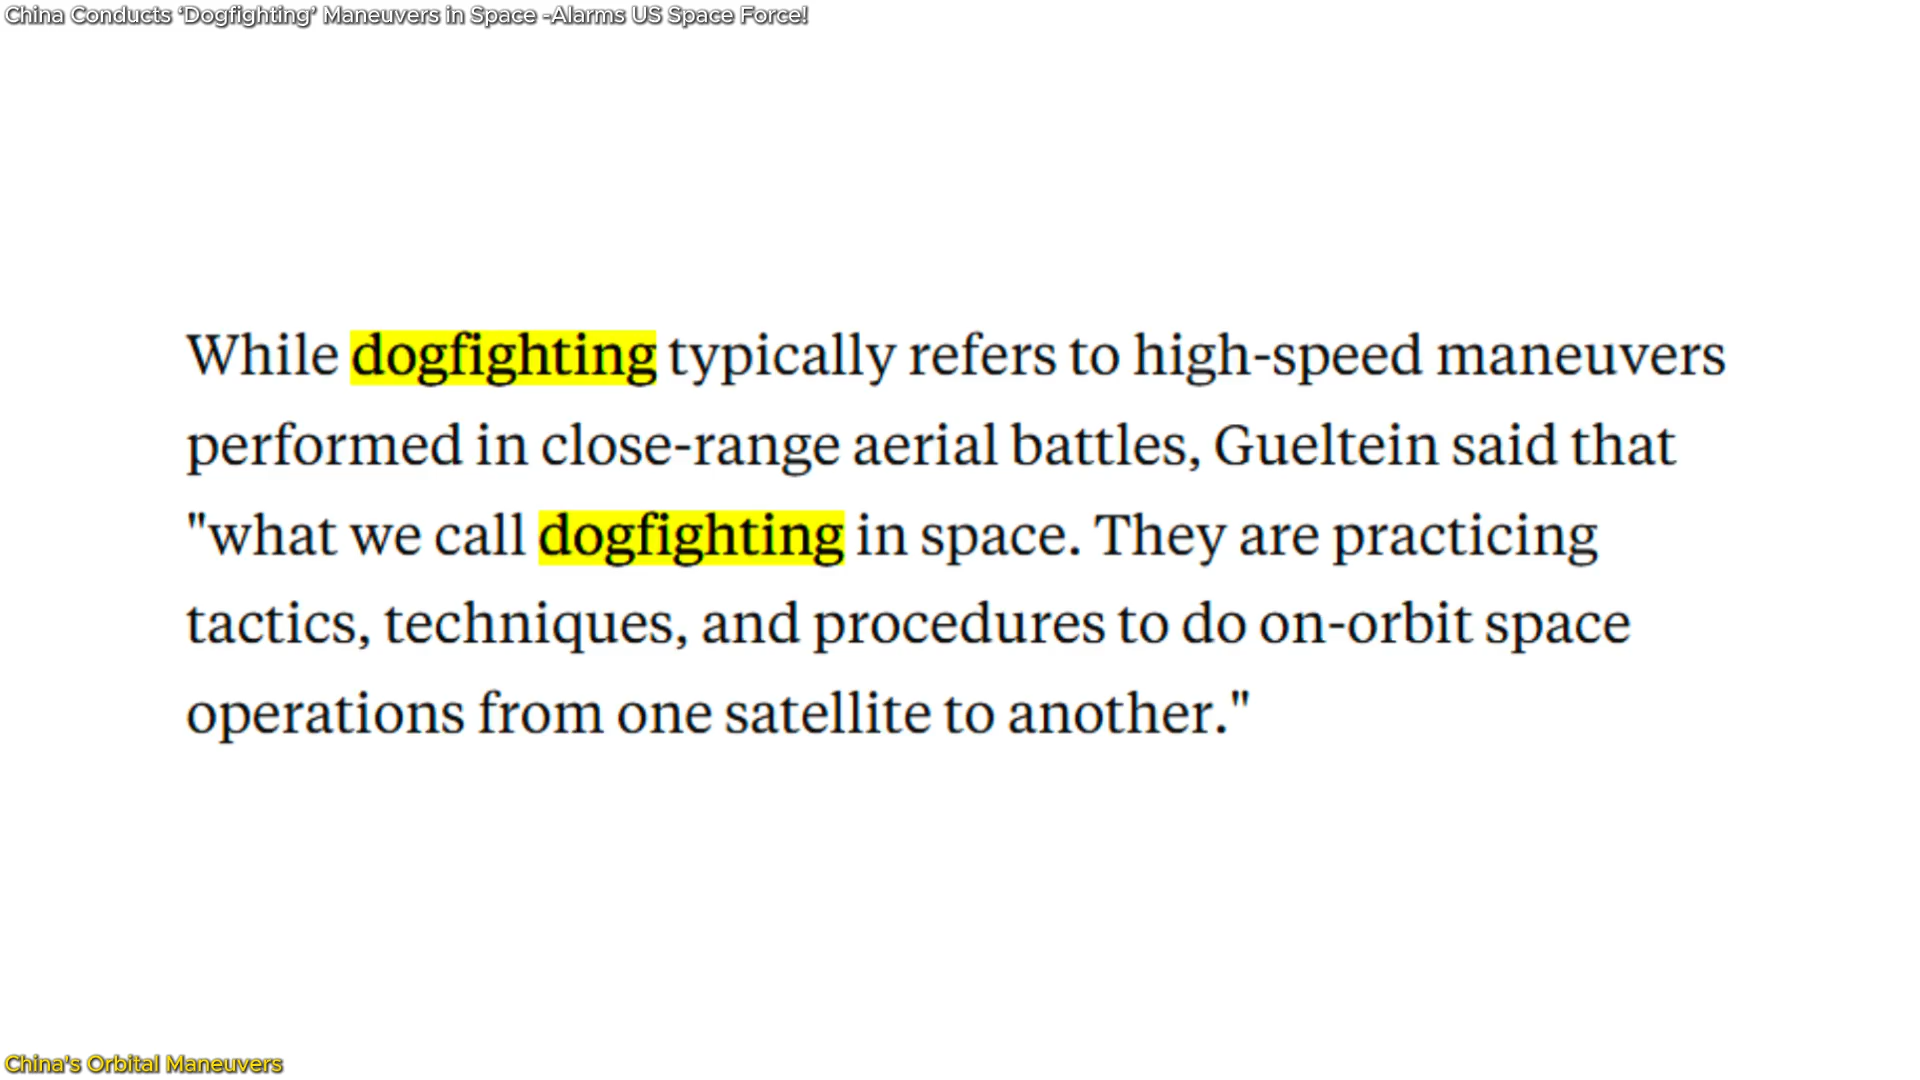 China Conducts ‘Dogfighting’ Maneuvers in Space -Alarms US Space Force!
While dogfighting typically refers to high-speed maneuvers
performed in close-range aerial battles, Gueltein said that
"what we call dogfighting in space. They are practicing
tactics, techniques, and procedures to do on-orbit space
operations from one satellite to another."
China's Orbital Maneuvers